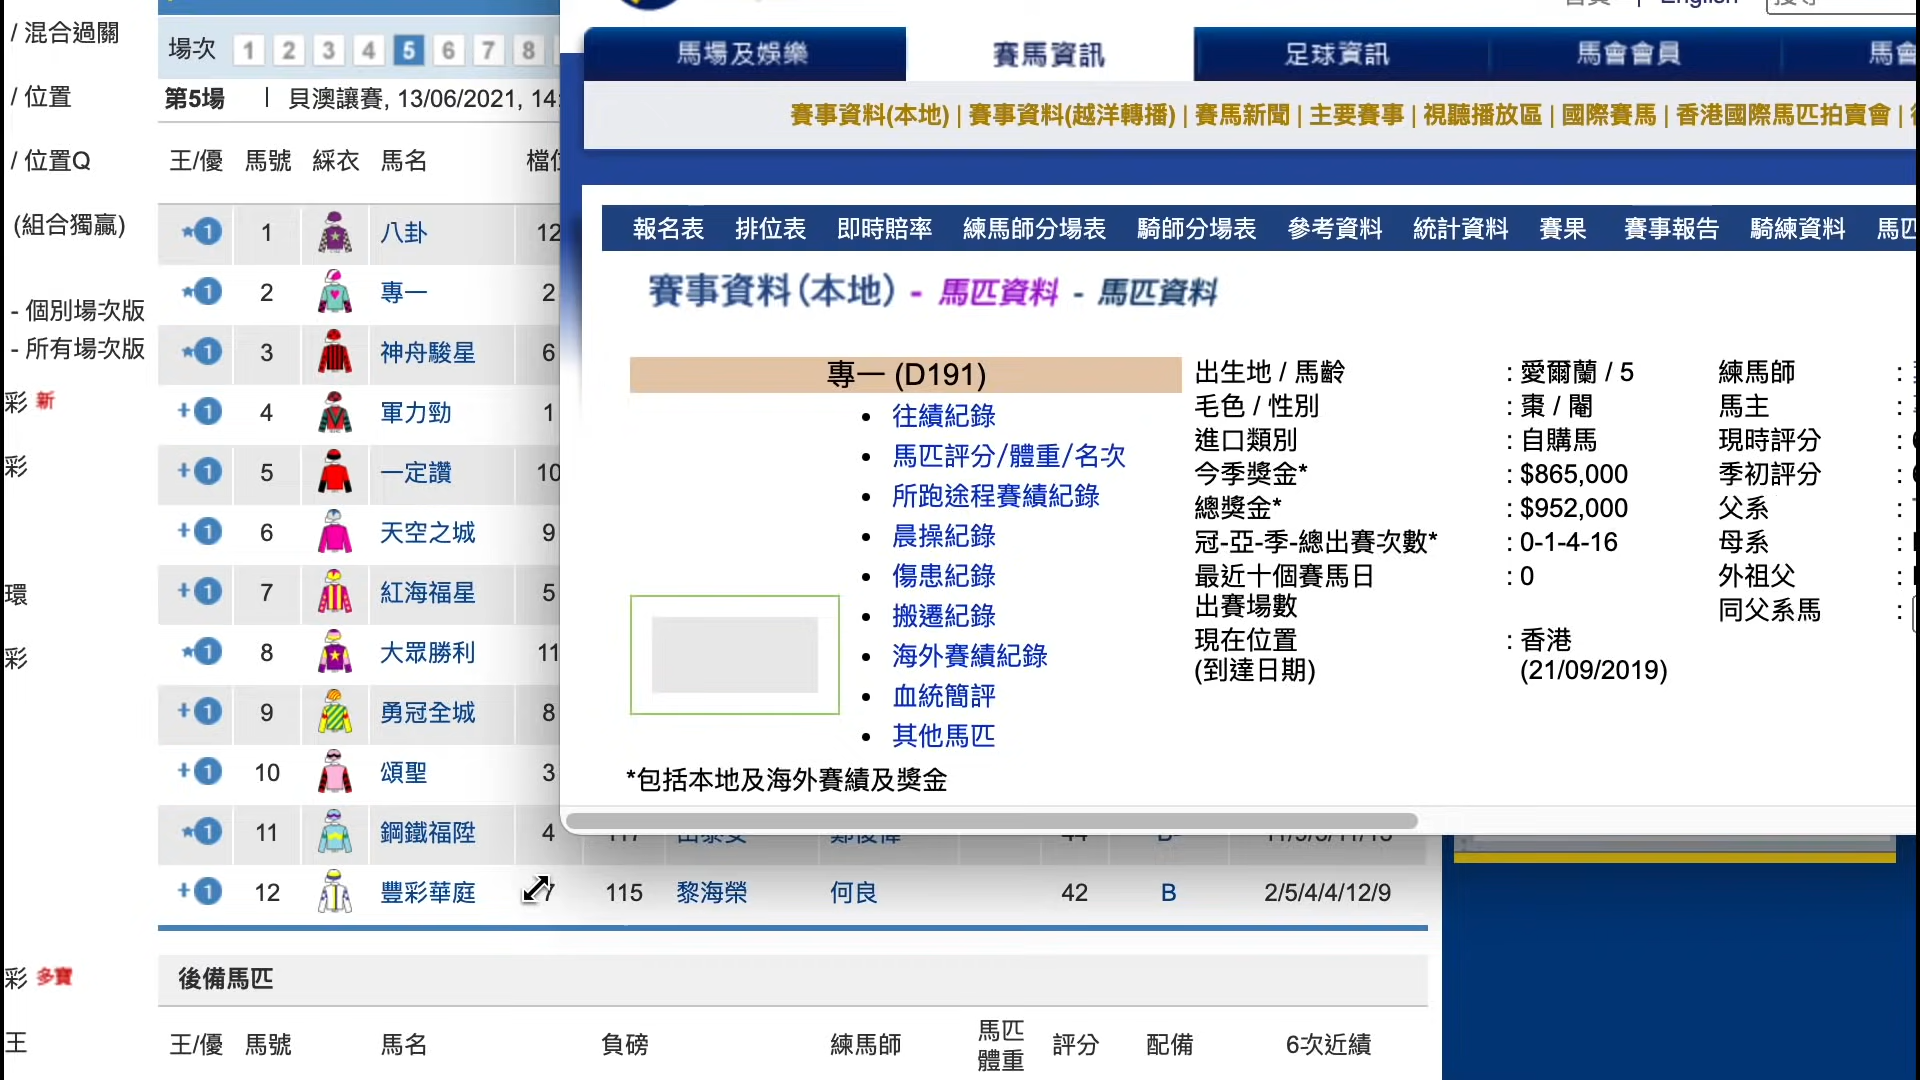 / 混合過關
/ 位置
/ 位置Q
(組合獨贏)
- 個別場次版
- 所有場次版
彩 新
彩
環
彩
彩 多寶
王
場次 1 2 3 4 5 6 7 8
第5場 | 貝澳讓賽, 13/06/2021, 14:
王/優 馬號 綵衣 馬名 檔位
1 1 八卦 12
1 2 專一 2
1 3 神舟駿星 6
+ 1 4 軍力勁 1
+ 1 5 一定讚 10
+ 1 6 天空之城 9
+ 1 7 紅海福星 5
1 8 大眾勝利 11
+ 1 9 勇冠全城 8
+ 1 10 頌聖 3
1 11 鋼鐵福陞 4
+ 1 12 豐彩華庭 7 115 黎海榮 何良 42 B 2/5/4/4/12/9
後備馬匹
王/優 馬號 馬名 負磅 練馬師 馬匹體重 評分 配備 6次近績
English
馬場及娛樂 賽馬資訊 足球資訊 馬會會員 馬會
賽事資料(本地) | 賽事資料(越洋轉播) | 賽馬新聞 | 主要賽事 | 視聽播放區 | 國際賽馬 | 香港國際馬匹拍賣會 |
報名表 排位表 即時賠率 練馬師分場表 騎師分場表 參考資料 統計資料 賽果 賽事報告 騎練資料 馬匹
賽事資料(本地) - 馬匹資料 - 馬匹資料
專一 (D191)
• 往績紀錄
• 馬匹評分/體重/名次
• 所跑途程賽績紀錄
• 晨操紀錄
• 傷患紀錄
• 搬遷紀錄
• 海外賽績紀錄
• 血統簡評
• 其他馬匹
*包括本地及海外賽績及獎金
出生地 / 馬齡 : 愛爾蘭 / 5
毛色 / 性別 : 棗 / 閹
進口類別 : 自購馬
今季獎金* : $865,000
總獎金* : $952,000
冠-亞-季-總出賽次數* : 0-1-4-16
最近十個賽馬日 : 0
出賽場數
現在位置 : 香港
(到達日期) (21/09/2019)
練馬師 :
馬主 :
現時評分 :
季初評分 :
父系 :
母系 :
外祖父 :
同父系馬 :